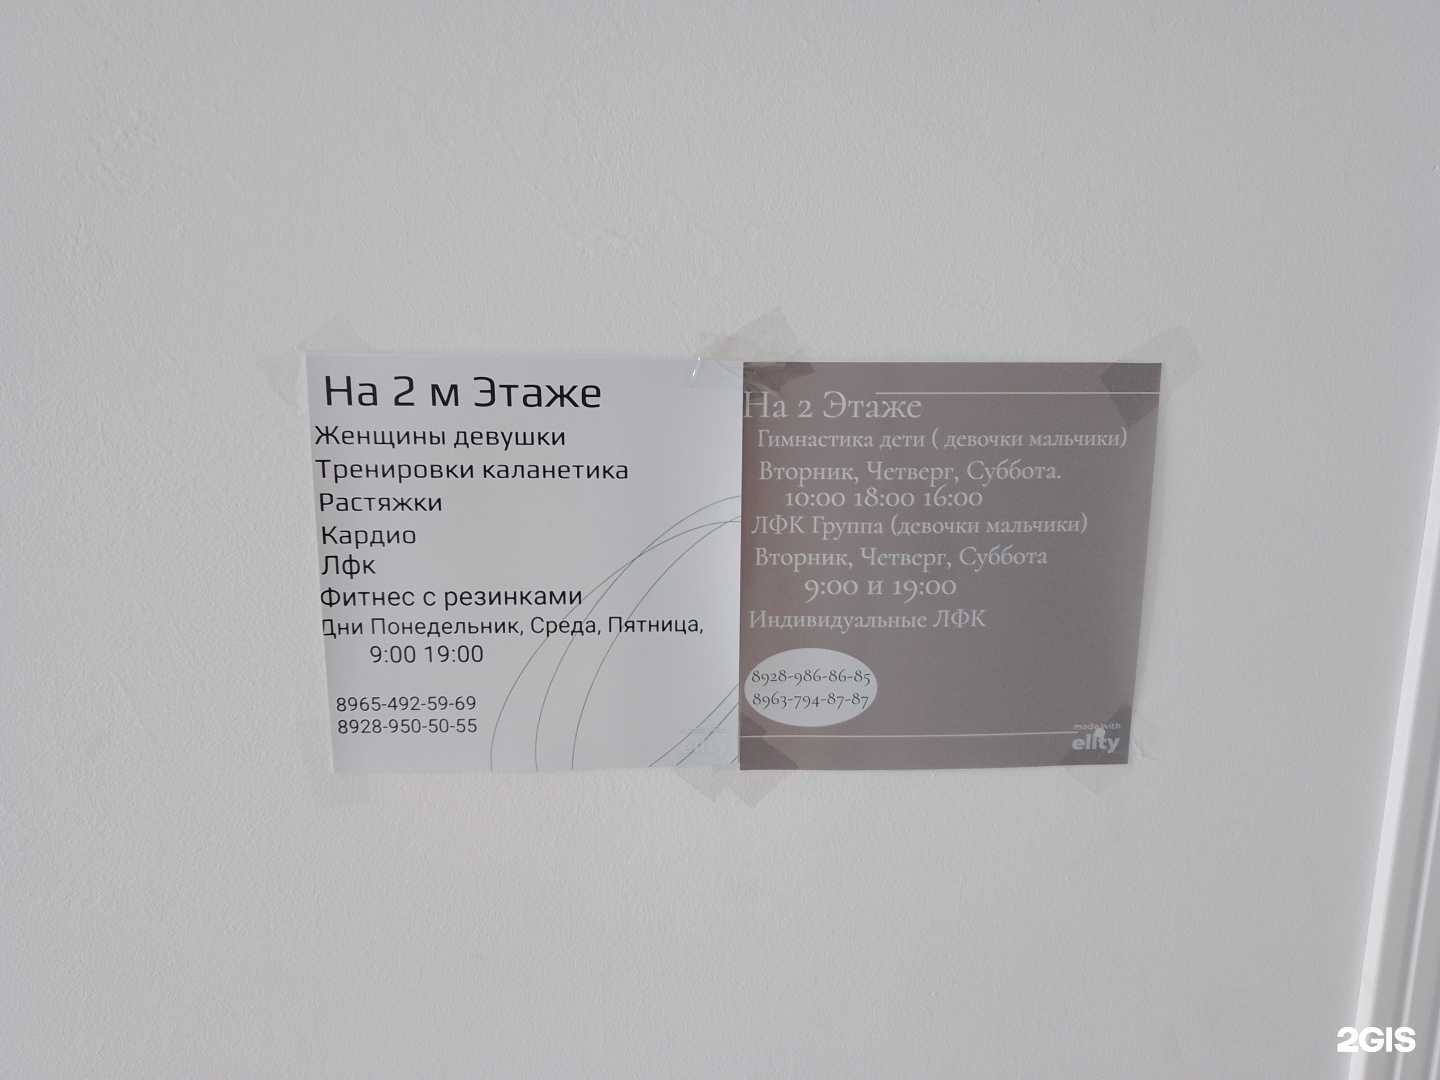 На 2 м Этаже
Женщины девушки
Тренировки каланетика
Растяжки
Кардио
Лфк
Фитнес с резинками
Дни Понедельник, Среда, Пятница,
9:00 19:00
8965-492-59-69
8928-950-50-55
На 2 Этаже
Гимнастика дети ( девочки мальчики)
Вторник, Четверг, Суббота.
10:00 18:00 16:00
ЛФК Группа (девочки мальчики)
Вторник, Четверг, Суббота
9:00 и 19:00
Индивидуальные ЛФК
8928-986-86-85
8963-794-87-87
made with
ellty
2GIS